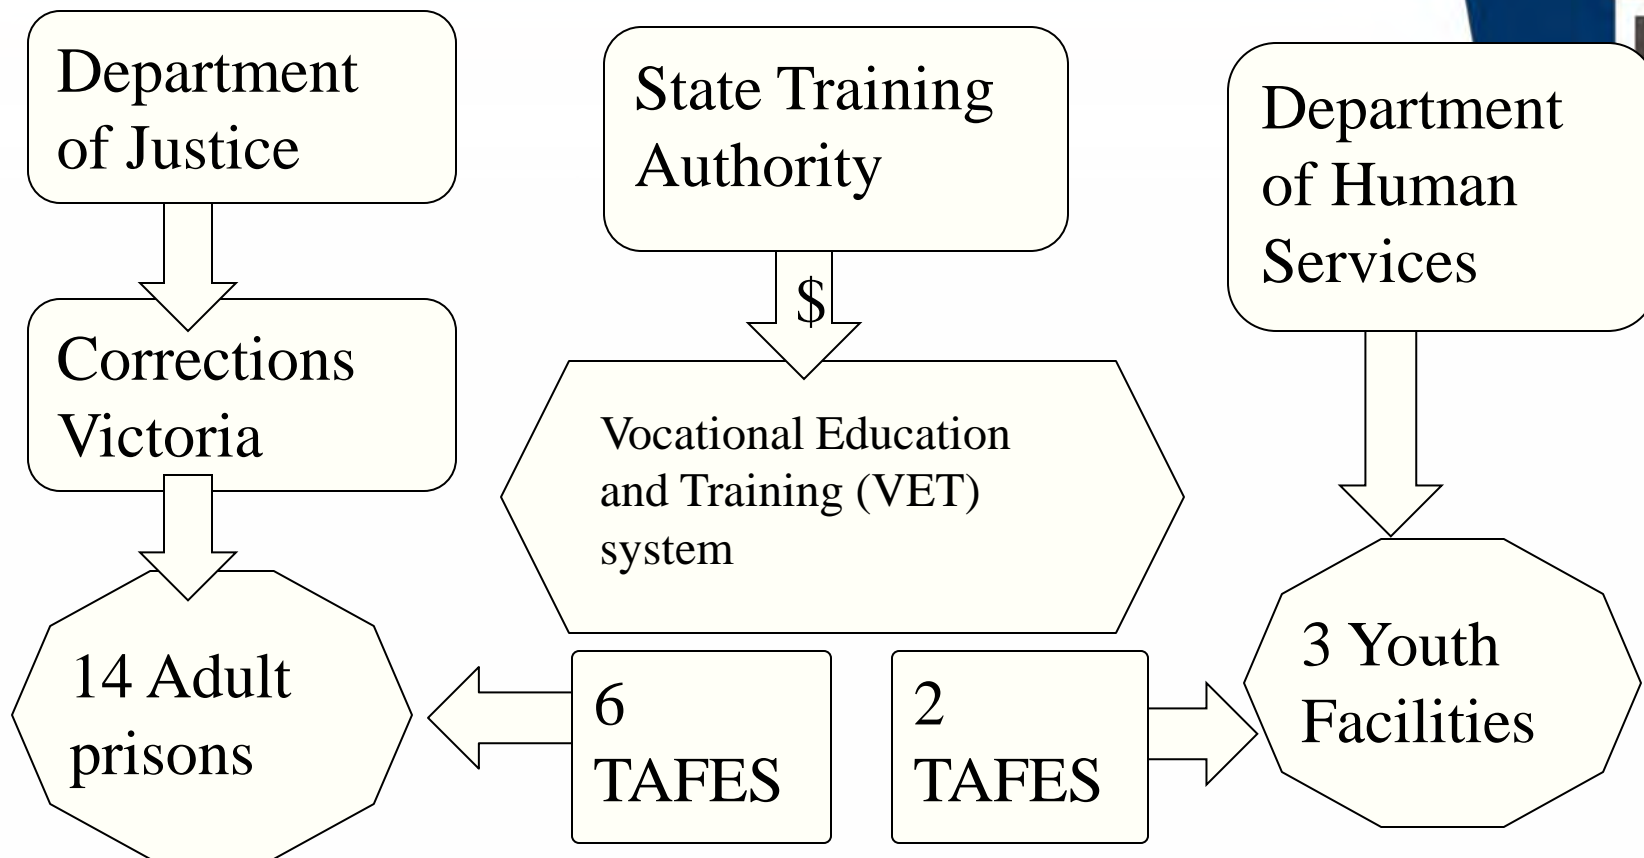 Department
of Justice
State Training
Authority
Department
of Human
Services
$
Corrections
Victoria
Vocational Education
and Training (VET)
system
14 Adult
prisons
6
TAFES
2
TAFES
3 Youth
Facilities